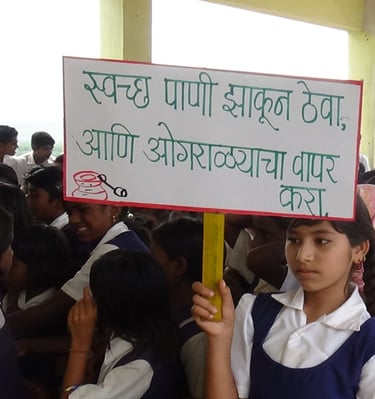 स्वच्छ पाणी झाकून ठेवा,
आणि ओगराळ्याचा वापर
करा.